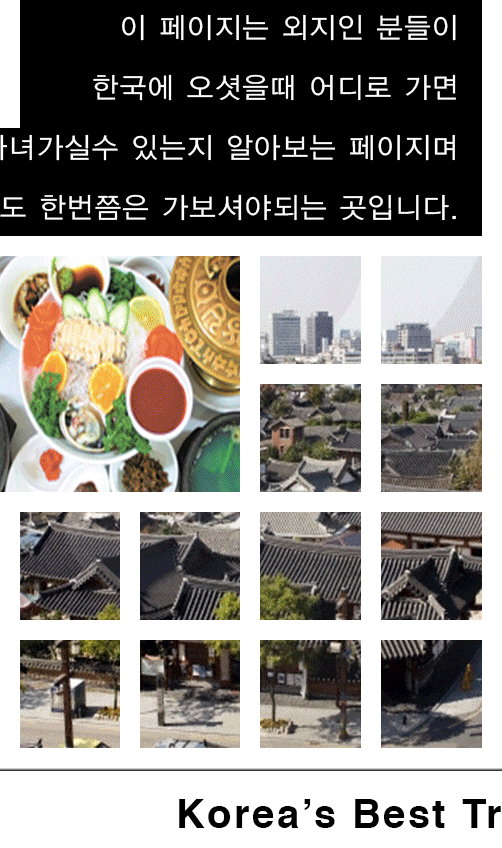 이 페이지는 외지인 분들이
한국에 오셧을때 어디로 가면
녀가실수 있는지 알아보는 페이지며
도 한번쯤은 가보셔야되는 곳입니다.
Korea’s Best Tr